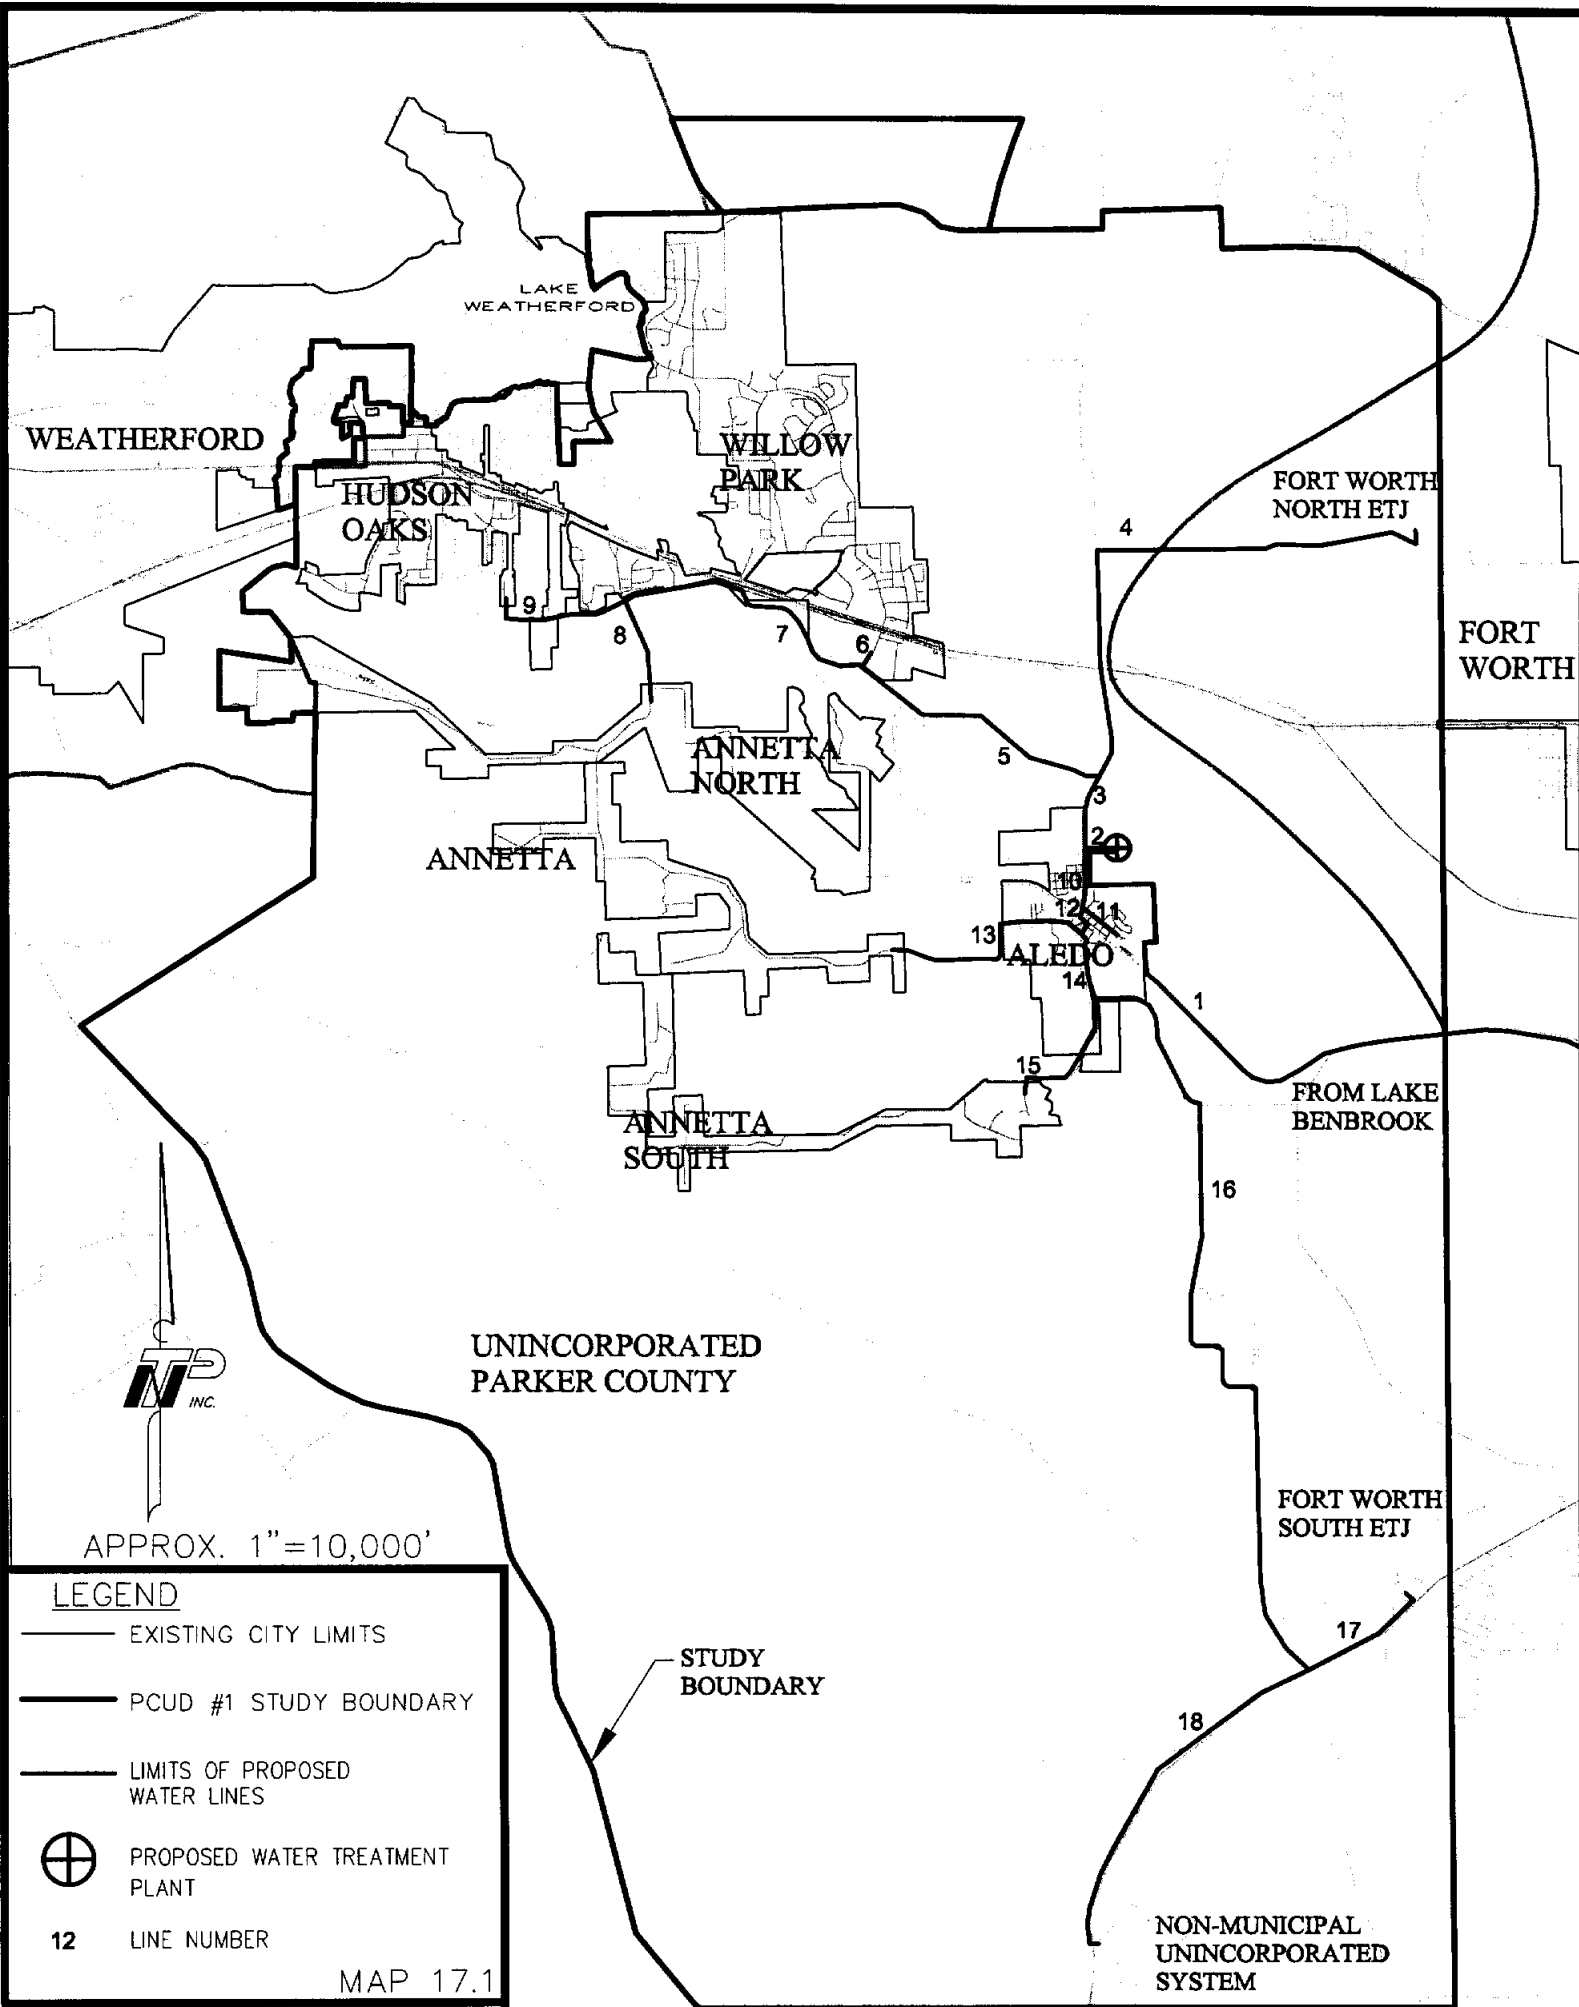 LAKE
WEATHERFORD
WEATHERFORD
HUDSON
OAKS
WILLOW
PARK
FORT WORTH
NORTH ETJ
4
FORT
WORTH
9
8
7
6
5
3
2
ANNETTA
NORTH
ANNETTA
10
12
11
13
ALEDO
14
1
15
FROM LAKE
BENBROOK
ANNETTA
SOUTH
16
UNINCORPORATED
PARKER COUNTY
TNP
INC.
APPROX. 1"=10,000'
FORT WORTH
SOUTH ETJ
17
18
STUDY
BOUNDARY
NON-MUNICIPAL
UNINCORPORATED
SYSTEM
LEGEND
EXISTING CITY LIMITS
PCUD #1 STUDY BOUNDARY
LIMITS OF PROPOSED
WATER LINES
PROPOSED WATER TREATMENT
PLANT
12 LINE NUMBER
MAP 17.1